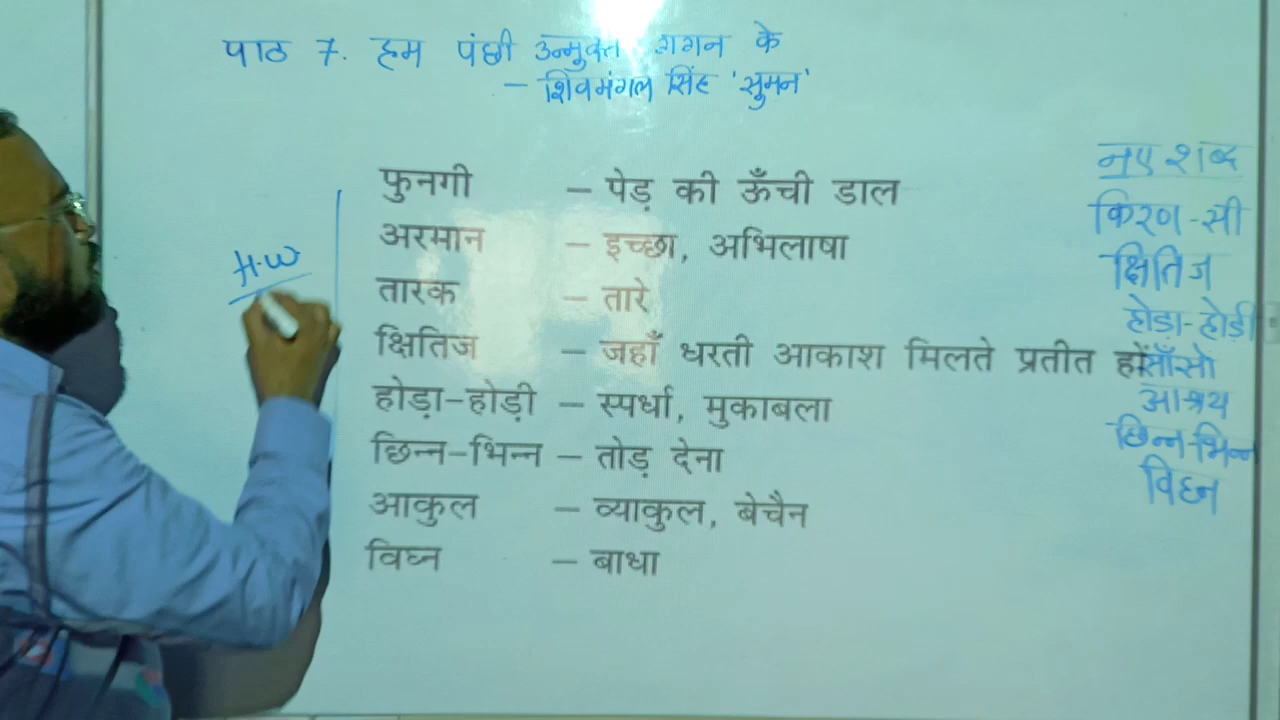 पाठ 7. हम पंछी उन्मुक्त गगन के
– शिवमंगल सिंह 'सुमन'
H.W
फुनगी – पेड़ की ऊँची डाल
अरमान – इच्छा, अभिलाषा
तारक – तारे
क्षितिज – जहाँ धरती आकाश मिलते प्रतीत हों
होड़ा-होड़ी – स्पर्धा, मुकाबला
छिन्न-भिन्न – तोड़ देना
आकुल – व्याकुल, बेचैन
विघ्न – बाधा
नए शब्द
किरण-सी
क्षितिज
होड़ा-होड़ी
साँसो
आश्रय
छिन्न-भिन्न
विघ्न